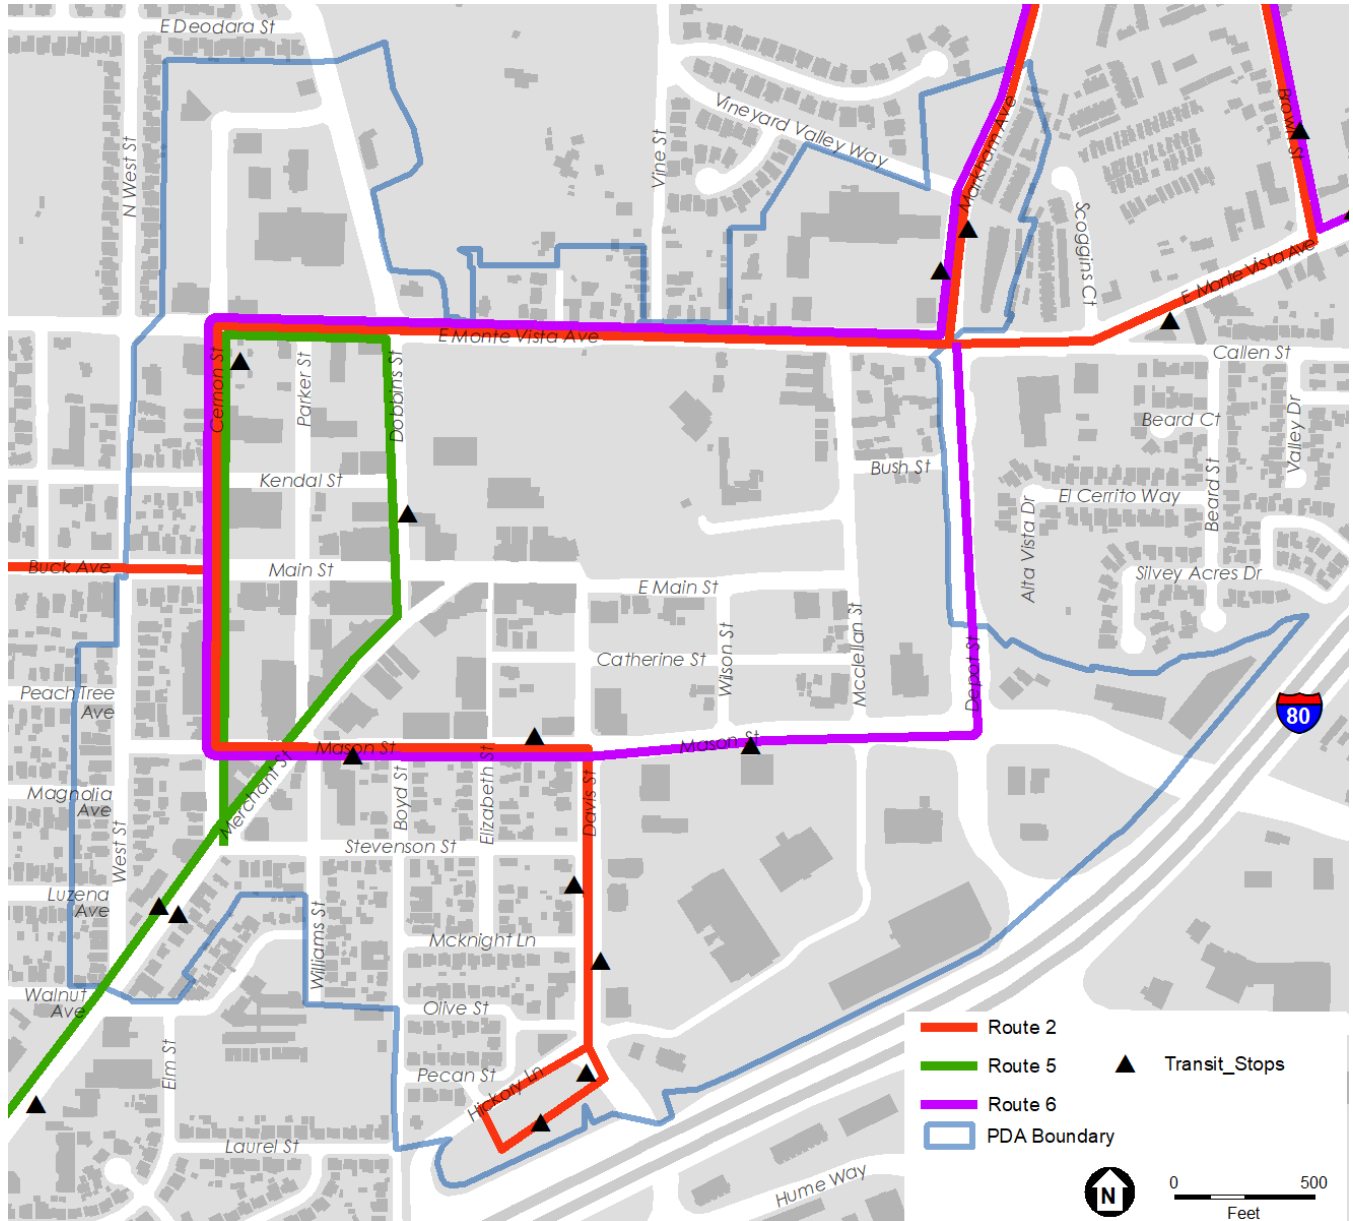 E Deodara St
N West St
Vine St
Vineyard Valley Way
Markham Ave
Brown St
Scoggins Ct
E Monte Vista Ave
E Monte Vista Ave
Callen St
Cernon St
Parker St
Dobbins St
Beard Ct
Valley Dr
Kendal St
Bush St
El Cerrito Way
Beard St
Alta Vista Dr
Buck Ave
Main St
E Main St
Silvey Acres Dr
Catherine St
Wilson St
Mcclellan St
Depot St
Peach Tree
Ave
80
Mason St
Mason St
Merchant St
Boyd St
Elizabeth St
Davis St
Magnolia
Ave
West St
Stevenson St
Luzena
Ave
Williams St
Mcknight Ln
Walnut
Ave
Olive St
Elm St
Pecan St
Hickory Ln
Laurel St
Hume Way
Route 2
Route 5
Route 6
PDA Boundary
Transit_Stops
N
0 500
Feet